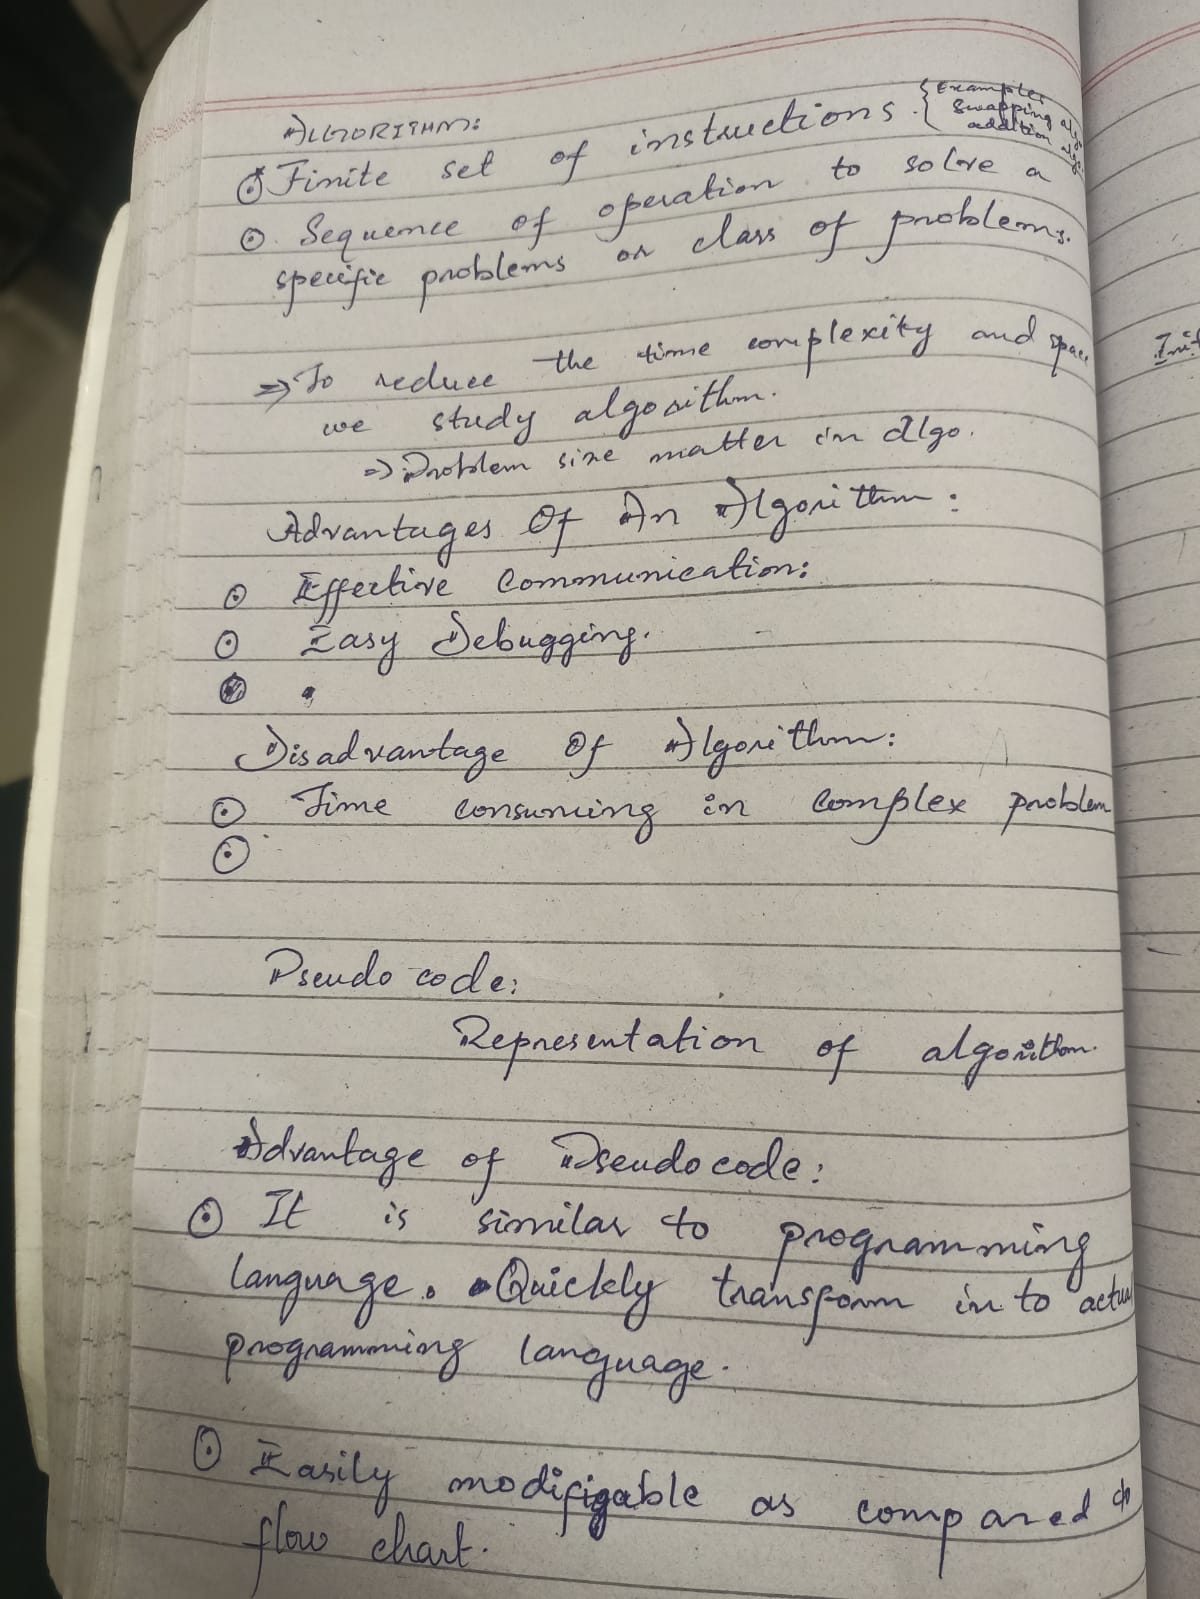 ALGORITHM:
Finite set of instructions. { Examples
Swapping algo
addition algo
Sequence of operation to solve a
specific problems or class of problems.
=> To reduce the time complexity and space
we study algorithm.
=> Problem size matter in Algo.
Advantages Of An Algorithm:
Effective Communication:
Easy Debugging.
Disadvantage Of Algorithm:
Time consuming in complex problem
Pseudo code:
Representation of algorithm.
Advantage of Pseudo code:
It is similar to programming
language. Quickly transform in to actual
programming language.
Easily modifigable as compared to
flow chart.